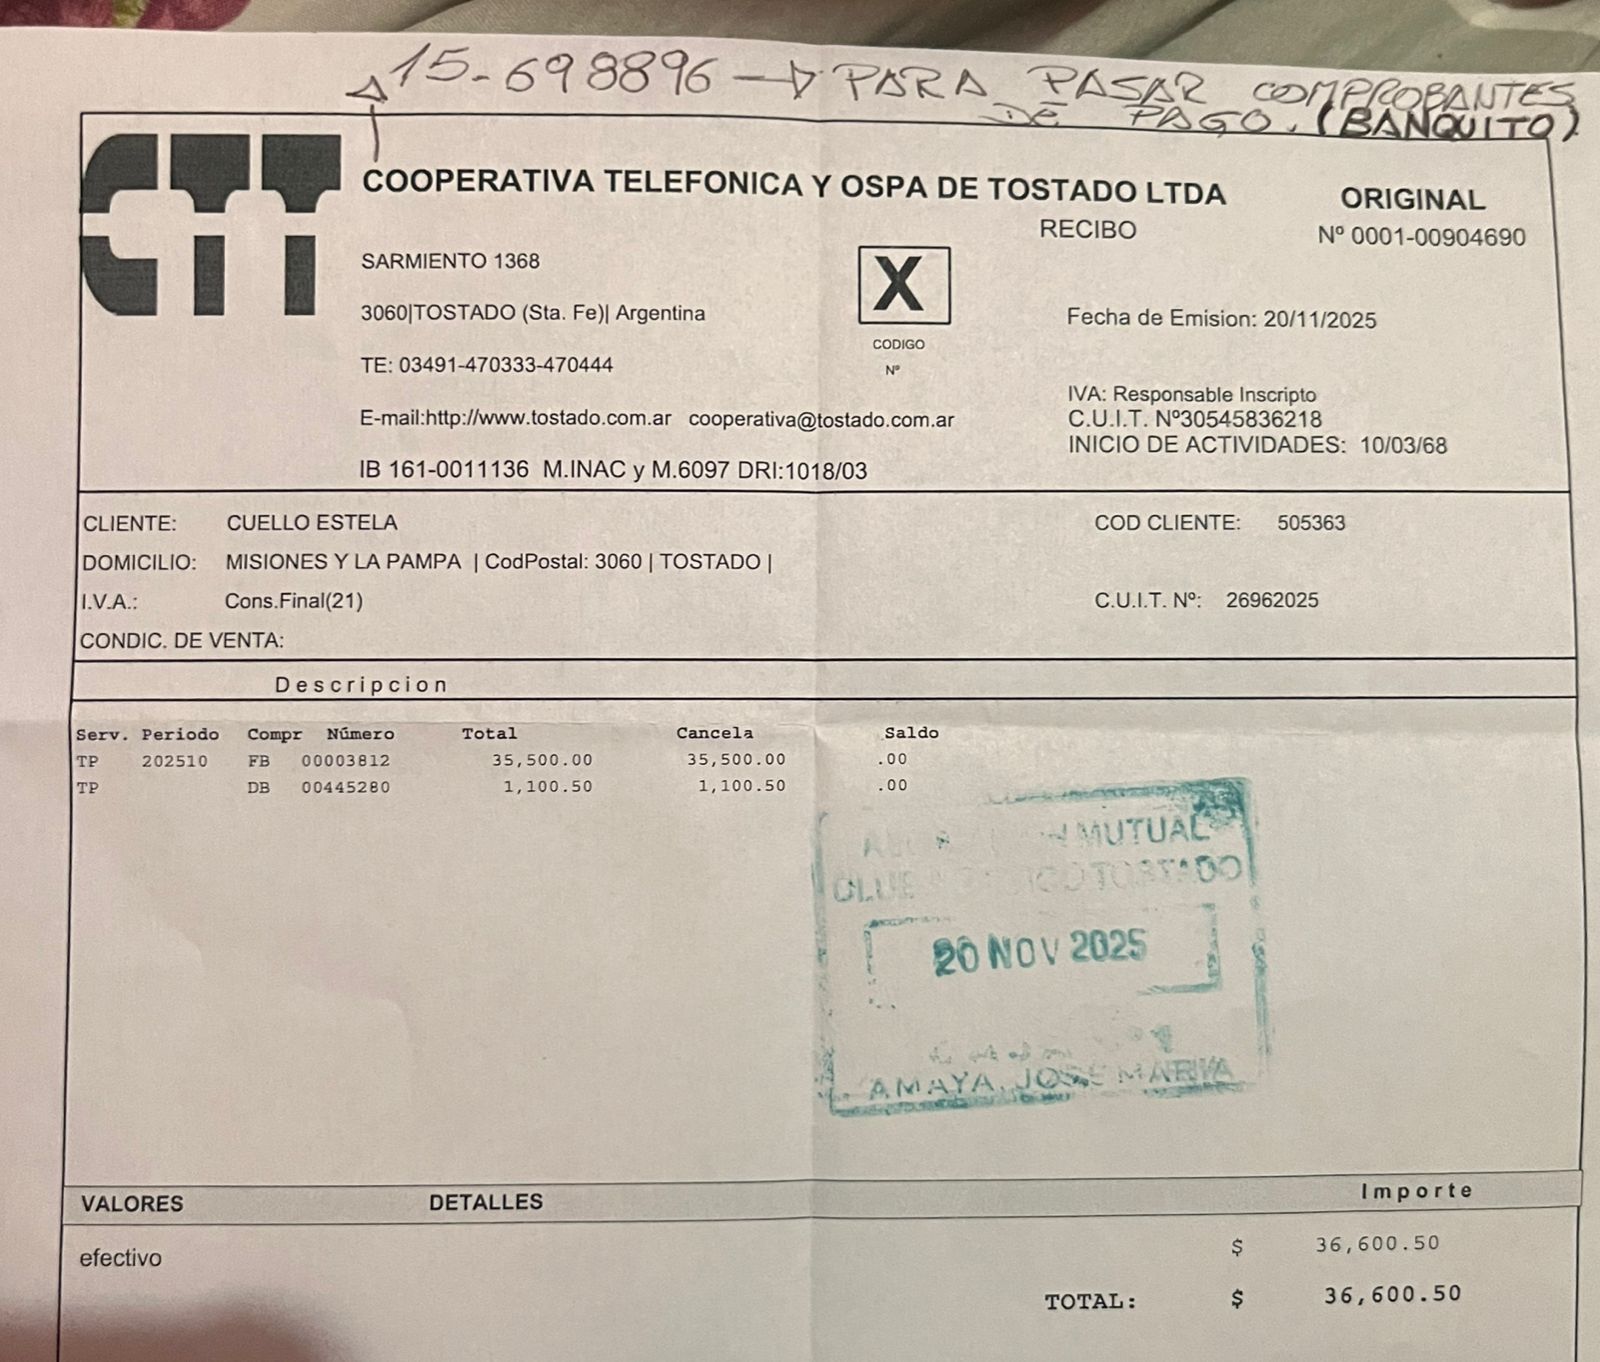 15-698896 → PARA PASAR COMPROBANTES
DE PAGO. (BANQUITO)
CTT
COOPERATIVA TELEFONICA Y OSPA DE TOSTADO LTDA
ORIGINAL
RECIBO
Nº 0001-00904690
SARMIENTO 1368
X
3060|TOSTADO (Sta. Fe)| Argentina
Fecha de Emision: 20/11/2025
CODIGO
Nº
TE: 03491-470333-470444
IVA: Responsable Inscripto
E-mail:http://www.tostado.com.ar cooperativa@tostado.com.ar
C.U.I.T. Nº30545836218
INICIO DE ACTIVIDADES: 10/03/68
IB 161-0011136 M.INAC y M.6097 DRI:1018/03
CLIENTE: CUELLO ESTELA COD CLIENTE: 505363
DOMICILIO: MISIONES Y LA PAMPA | CodPostal: 3060 | TOSTADO |
I.V.A.: Cons.Final(21) C.U.I.T. Nº: 26962025
CONDIC. DE VENTA:
Descripcion
Serv. Periodo Compr Número Total Cancela Saldo
TP 202510 FB 00003812 35,500.00 35,500.00 .00
TP DB 00445280 1,100.50 1,100.50 .00
MUTUAL
TOSTADO
20 NOV 2025
AMAYA, JOSE MARIA
VALORES DETALLES Importe
efectivo $ 36,600.50
TOTAL: $ 36,600.50